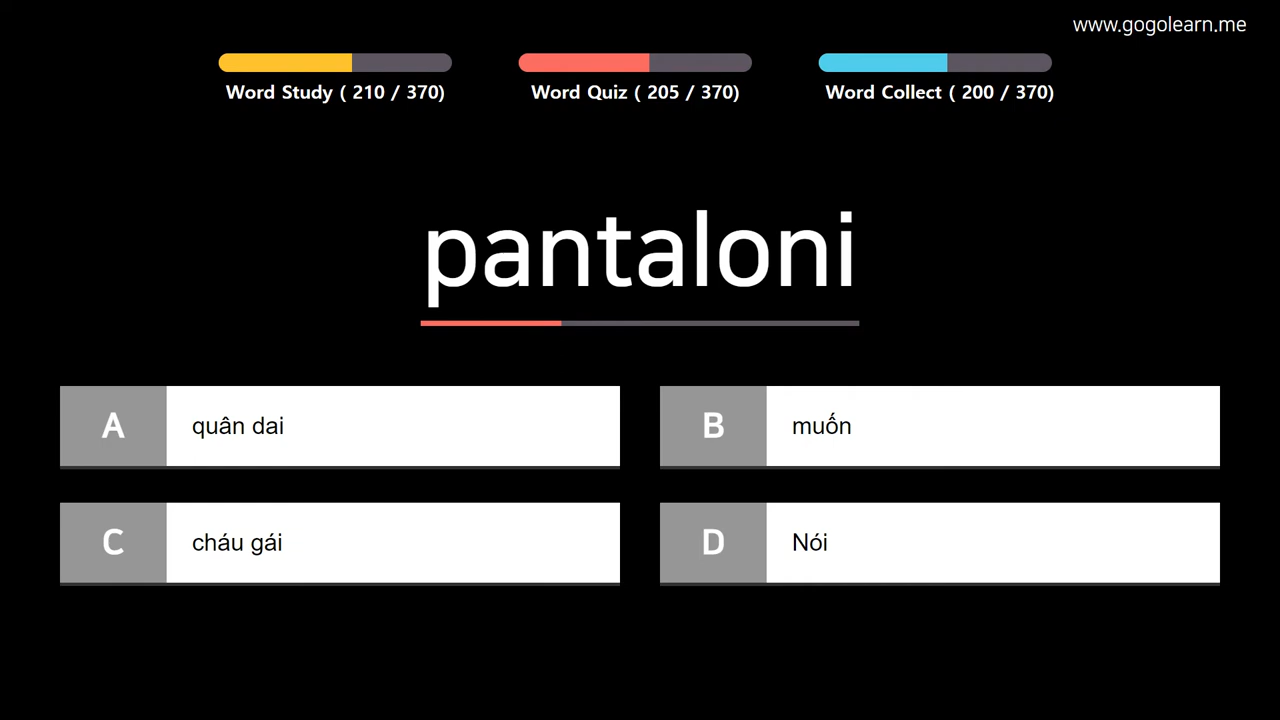 www.gogolearn.me
Word Study ( 210 / 370)
Word Quiz ( 205 / 370)
Word Collect ( 200 / 370)
pantaloni
A quân dai
B muốn
C cháu gái
D Nói